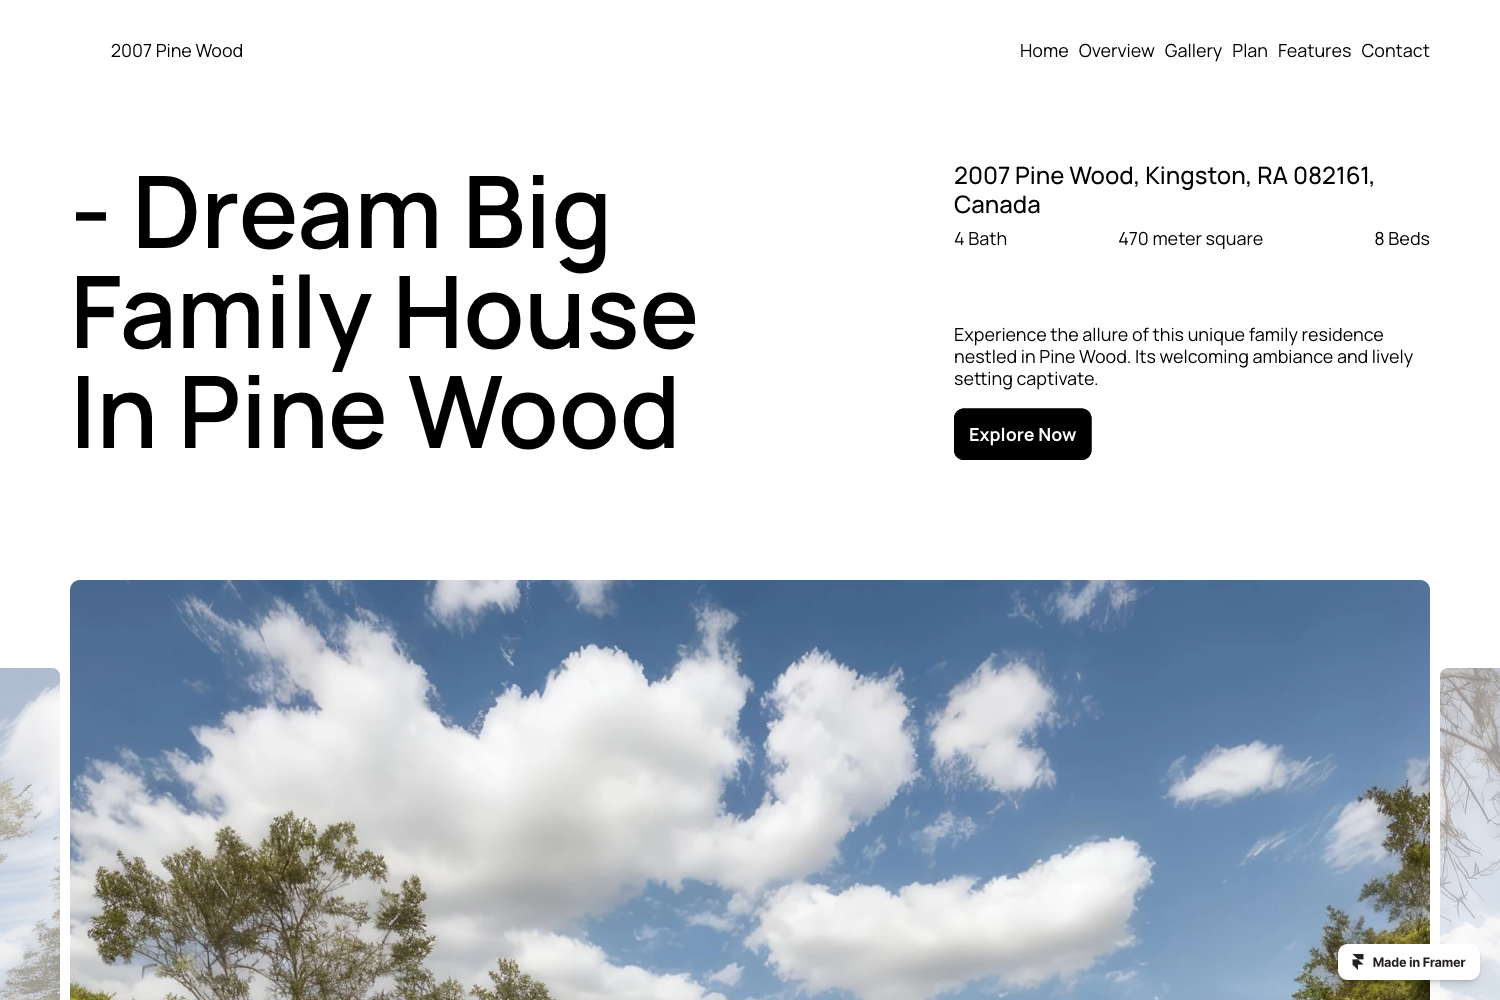 2007 Pine Wood
Home Overview Gallery Plan Features Contact
- Dream Big
Family House
In Pine Wood
2007 Pine Wood, Kingston, RA 082161,
Canada
4 Bath 470 meter square 8 Beds
Experience the allure of this unique family residence
nestled in Pine Wood. Its welcoming ambiance and lively
setting captivate.
Explore Now
Made in Framer